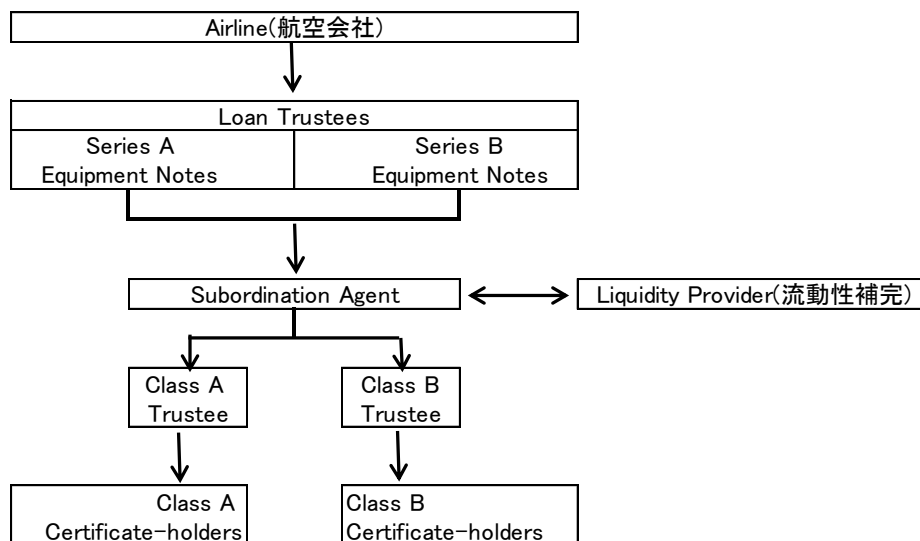 Airline(航空会社)
Loan Trustees
Series A
Equipment Notes
Series B
Equipment Notes
Subordination Agent
Liquidity Provider(流動性補完)
Class A
Trustee
Class B
Trustee
Class A
Certificate-holders
Class B
Certificate-holders